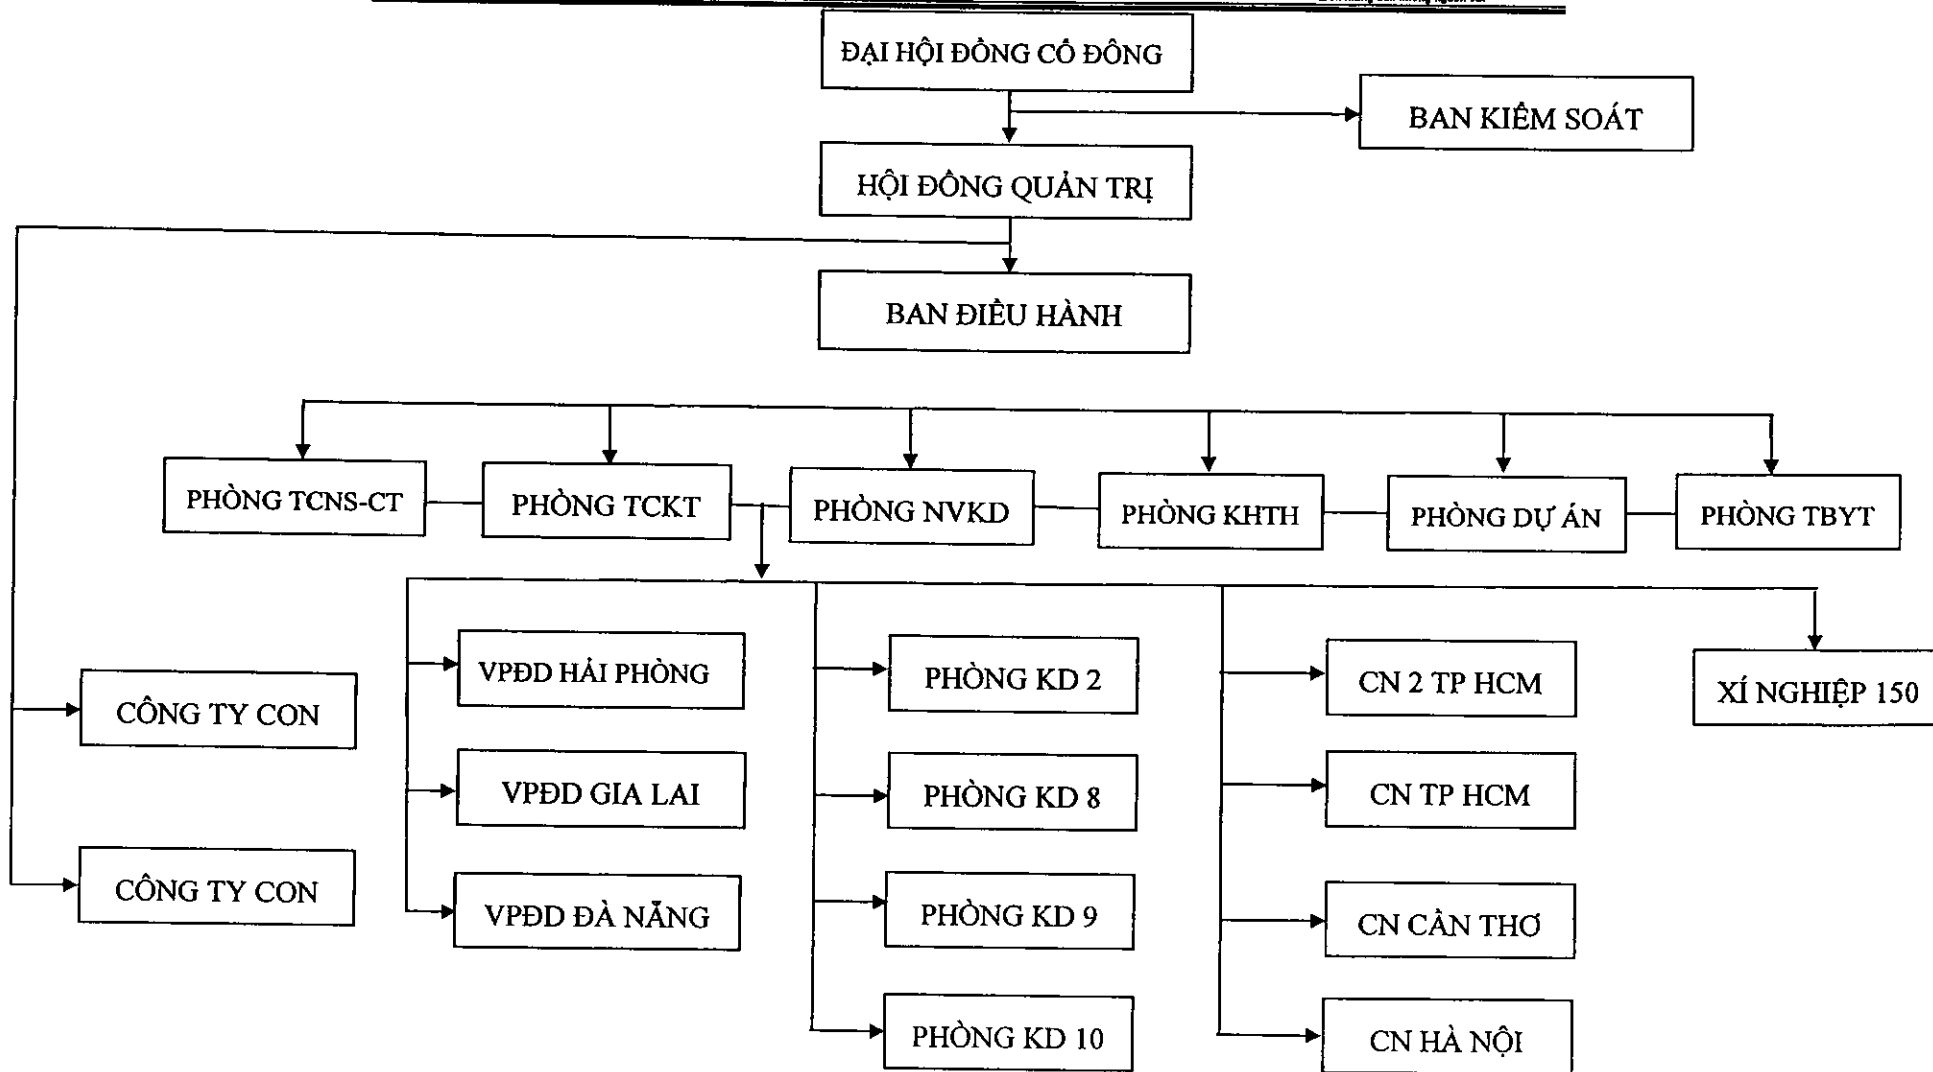 ĐẠI HỘI ĐỒNG CỔ ĐÔNG
BAN KIỂM SOÁT
HỘI ĐỒNG QUẢN TRỊ
BAN ĐIỀU HÀNH
PHÒNG TCNS-CT
PHÒNG TCKT
PHÒNG NVKD
PHÒNG KHTH
PHÒNG DỰ ÁN
PHÒNG TBYT
VPĐD HẢI PHÒNG
PHÒNG KD 2
CN 2 TP HCM
XÍ NGHIỆP 150
CÔNG TY CON
VPĐD GIA LAI
PHÒNG KD 8
CN TP HCM
CÔNG TY CON
VPĐD ĐÀ NẴNG
PHÒNG KD 9
CN CẦN THƠ
PHÒNG KD 10
CN HÀ NỘI